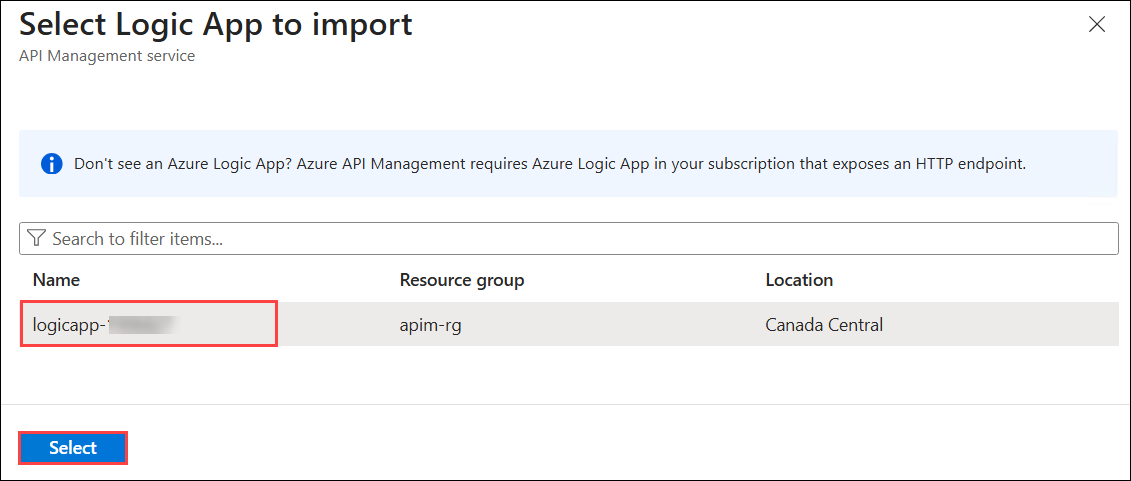 Select Logic App to import
API Management service
Don't see an Azure Logic App? Azure API Management requires Azure Logic App in your subscription that exposes an HTTP endpoint.
Search to filter items...
Name Resource group Location
logicapp- apim-rg Canada Central
Select